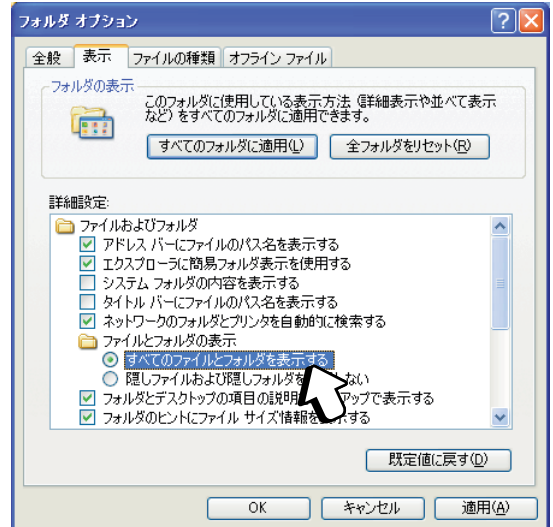 フォルダ オプション
全般 表示 ファイルの種類 オフライン ファイル
フォルダの表示
このフォルダに使用している表示方法 (詳細表示や並べて表示
など) をすべてのフォルダに適用できます。
すべてのフォルダに適用(L) 全フォルダをリセット(R)
詳細設定:
ファイルおよびフォルダ
アドレス バーにファイルのパス名を表示する
エクスプローラに簡易フォルダ表示を使用する
システム フォルダの内容を表示する
タイトル バーにファイルのパス名を表示する
ネットワークのフォルダとプリンタを自動的に検索する
ファイルとフォルダの表示
すべてのファイルとフォルダを表示する
隠しファイルおよび隠しフォルダを ない
フォルダとデスクトップの項目の説明 アップで表示する
フォルダのヒントにファイル サイズ情報を表示する
既定値に戻す(D)
OK キャンセル 適用(A)